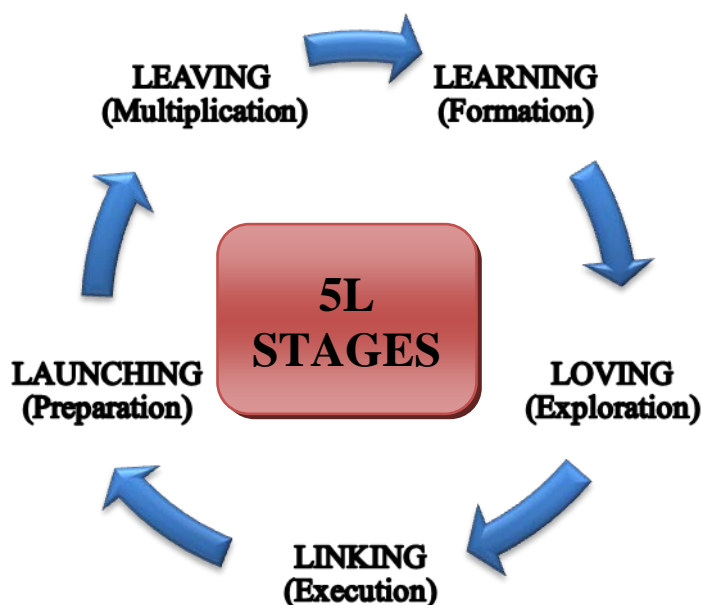 LEAVING
(Multiplication)
LEARNING
(Formation)
5L
STAGES
LAUNCHING
(Preparation)
LOVING
(Exploration)
LINKING
(Execution)